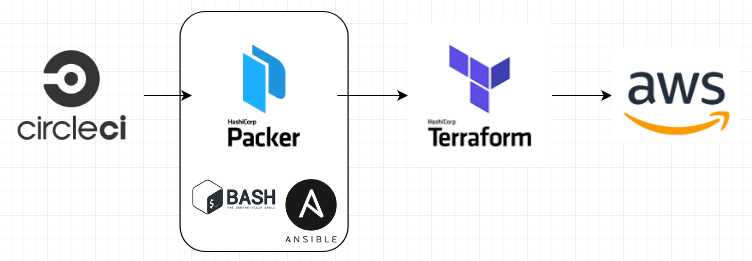 circleci
HashiCorp
Packer
BASH
THE BOURNE-AGAIN SHELL
ANSIBLE
HashiCorp
Terraform
aws